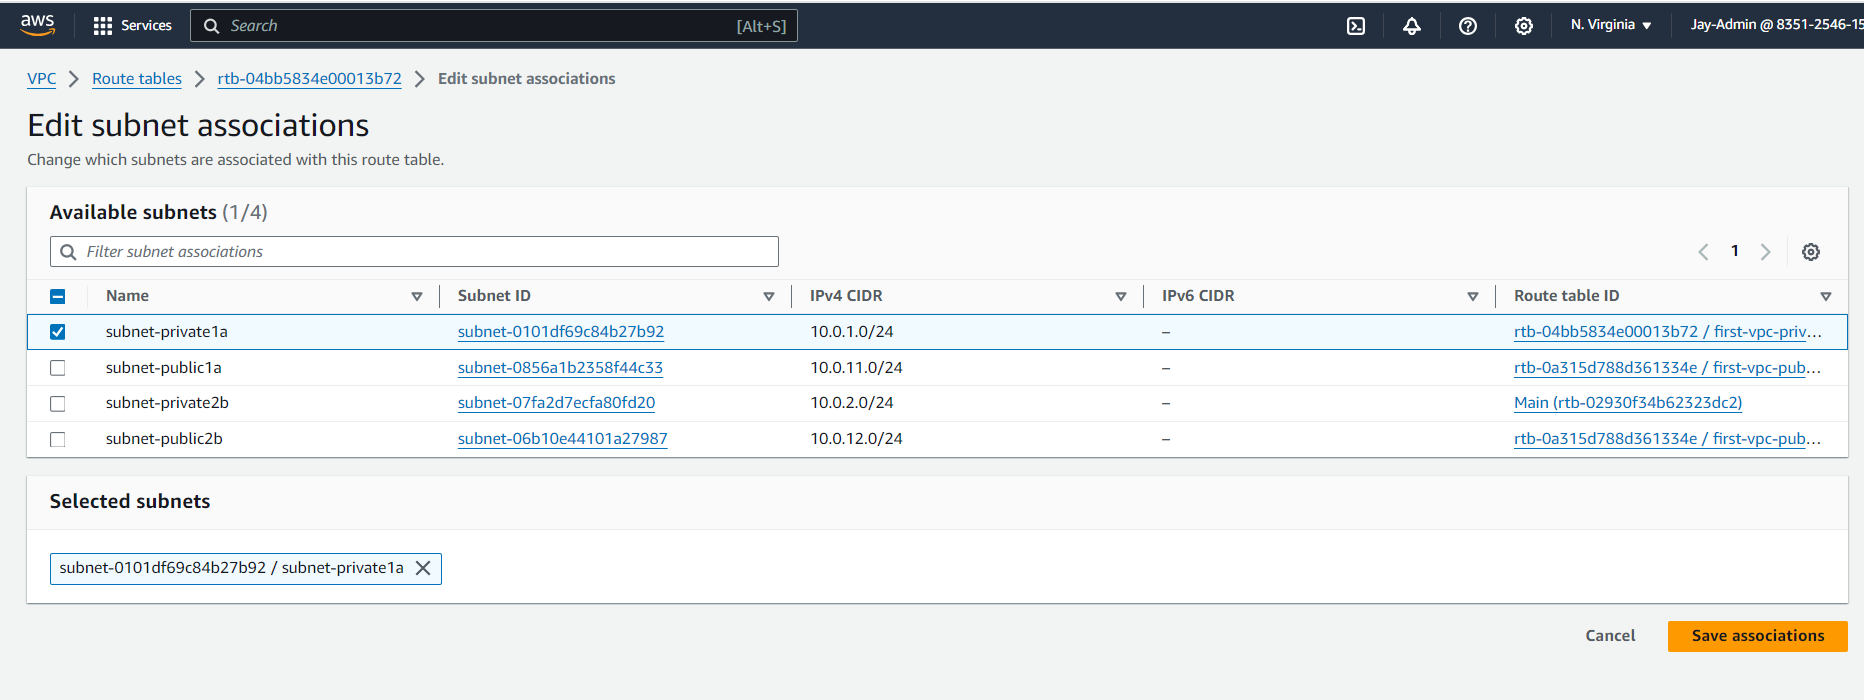 aws Services Search [Alt+S] N. Virginia Jay-Admin @ 8351-2546-15
VPC Route tables rtb-04bb5834e00013b72 Edit subnet associations
Edit subnet associations
Change which subnets are associated with this route table.
Available subnets (1/4)
Filter subnet associations
1
Name Subnet ID IPv4 CIDR IPv6 CIDR Route table ID
subnet-private1a subnet-0101df69c84b27b92 10.0.1.0/24 – rtb-04bb5834e00013b72 / first-vpc-priv...
subnet-public1a subnet-0856a1b2358f44c33 10.0.11.0/24 – rtb-0a315d788d361334e / first-vpc-pub...
subnet-private2b subnet-07fa2d7ecfa80fd20 10.0.2.0/24 – Main (rtb-02930f34b62323dc2)
subnet-public2b subnet-06b10e44101a27987 10.0.12.0/24 – rtb-0a315d788d361334e / first-vpc-pub...
Selected subnets
subnet-0101df69c84b27b92 / subnet-private1a
Cancel Save associations